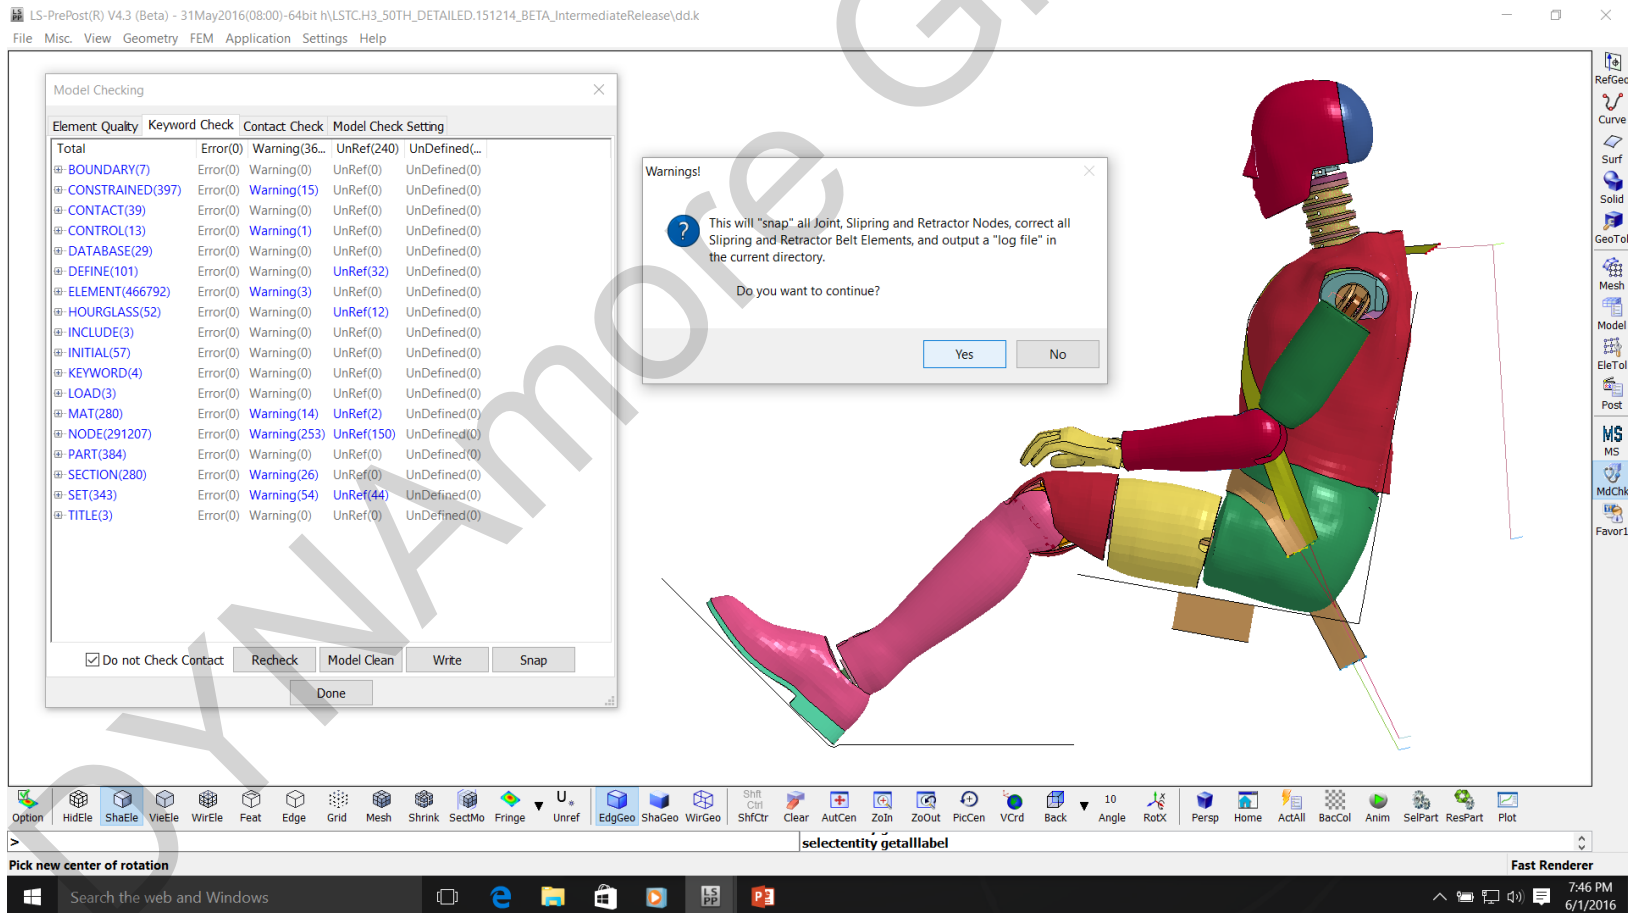 LS-PrePost(R) V4.3 (Beta) - 31May2016(08:00)-64bit h\LSTC.H3_50TH_DETAILED.151214_BETA_IntermediateRelease\dd.k
File Misc. View Geometry FEM Application Settings Help
Model Checking
Element Quality Keyword Check Contact Check Model Check Setting
Total Error(0) Warning(36... UnRef(240) UnDefined(...
BOUNDARY(7) Error(0) Warning(0) UnRef(0) UnDefined(0)
CONSTRAINED(397) Error(0) Warning(15) UnRef(0) UnDefined(0)
CONTACT(39) Error(0) Warning(0) UnRef(0) UnDefined(0)
CONTROL(13) Error(0) Warning(1) UnRef(0) UnDefined(0)
DATABASE(29) Error(0) Warning(0) UnRef(0) UnDefined(0)
DEFINE(101) Error(0) Warning(0) UnRef(32) UnDefined(0)
ELEMENT(466792) Error(0) Warning(3) UnRef(0) UnDefined(0)
HOURGLASS(52) Error(0) Warning(0) UnRef(12) UnDefined(0)
INCLUDE(3) Error(0) Warning(0) UnRef(0) UnDefined(0)
INITIAL(57) Error(0) Warning(0) UnRef(0) UnDefined(0)
KEYWORD(4) Error(0) Warning(0) UnRef(0) UnDefined(0)
LOAD(3) Error(0) Warning(0) UnRef(0) UnDefined(0)
MAT(280) Error(0) Warning(14) UnRef(2) UnDefined(0)
NODE(291207) Error(0) Warning(253) UnRef(150) UnDefined(0)
PART(384) Error(0) Warning(0) UnRef(0) UnDefined(0)
SECTION(280) Error(0) Warning(26) UnRef(0) UnDefined(0)
SET(343) Error(0) Warning(54) UnRef(44) UnDefined(0)
TITLE(3) Error(0) Warning(0) UnRef(0) UnDefined(0)
Do not Check Contact Recheck Model Clean Write Snap
Done
Warnings!
This will "snap" all Joint, Slipring and Retractor Nodes, correct all
Slipring and Retractor Belt Elements, and output a "log file" in
the current directory.
Do you want to continue?
Yes No
RefGeo
Curve
Surf
Solid
GeoTol
Mesh
Model
EleTol
Post
MS
MS
MdChk
Favor1
Option HidEle ShaEle VieEle WirEle Feat Edge Grid Mesh Shrink SectMo Fringe Unref EdgGeo ShaGeo WirGeo Shft Ctrl ShfCtr Clear AutCen ZoIn ZoOut PicCen VCrd Back 10 Angle RotX Persp Home ActAll BacCol Anim SelPart ResPart Plot
>
selectentity getalllabel
Pick new center of rotation Fast Renderer
Search the web and Windows
7:46 PM
6/1/2016
DYNAmore